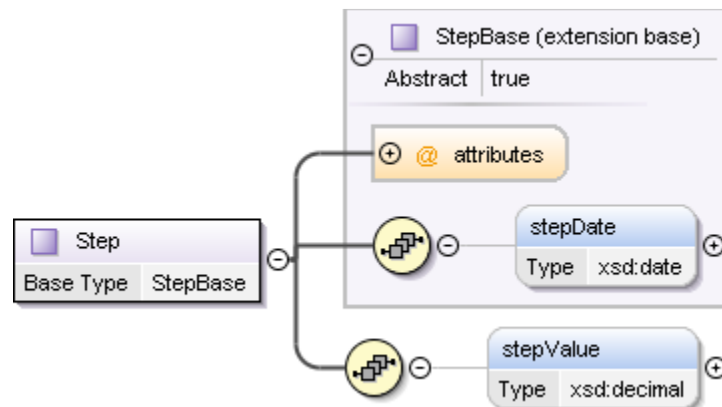 StepBase (extension base)
Abstract true
@ attributes
stepDate
Type xsd:date
Step
Base Type StepBase
stepValue
Type xsd:decimal